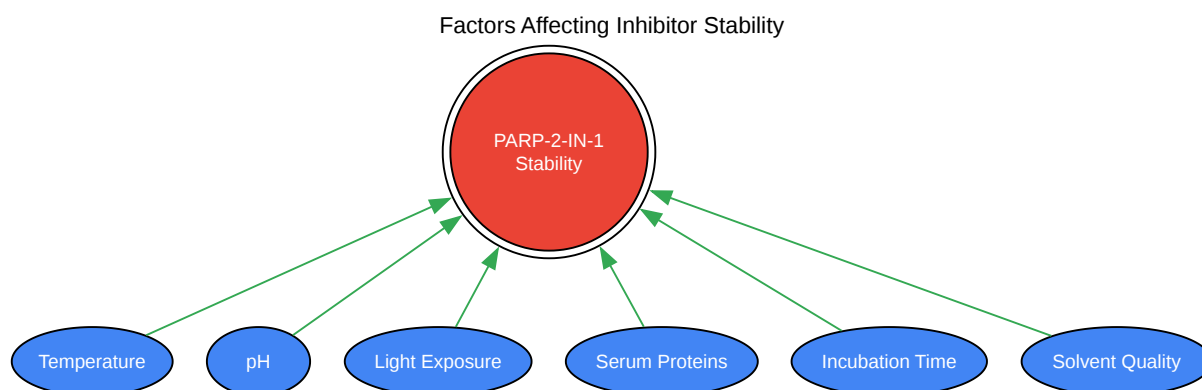 Factors Affecting Inhibitor Stability
PARP-2-IN-1
Stability
Temperature
pH
Light Exposure
Serum Proteins
Incubation Time
Solvent Quality